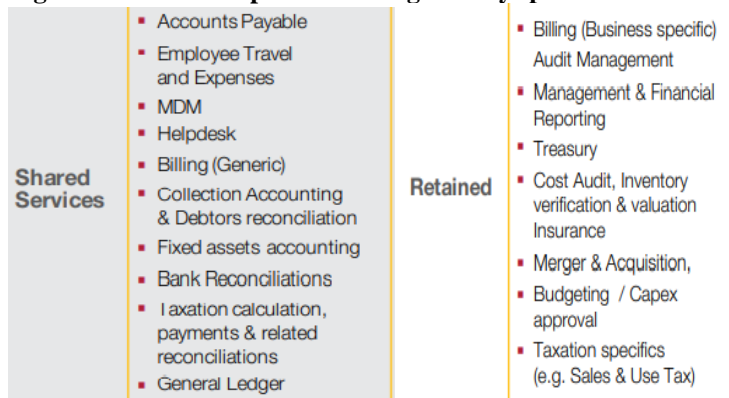 Shared
Services
▪ Accounts Payable
▪ Employee Travel
and Expenses
▪ MDM
▪ Helpdesk
▪ Billing (Generic)
▪ Collection Accounting
& Debtors reconciliation
▪ Fixed assets accounting
▪ Bank Reconciliations
▪ Taxation calculation,
payments & related
reconciliations
▪ General Ledger
Retained
▪ Billing (Business specific)
Audit Management
▪ Management & Financial
Reporting
▪ Treasury
▪ Cost Audit, Inventory
verification & valuation
Insurance
▪ Merger & Acquisition,
▪ Budgeting / Capex
approval
▪ Taxation specifics
(e.g. Sales & Use Tax)